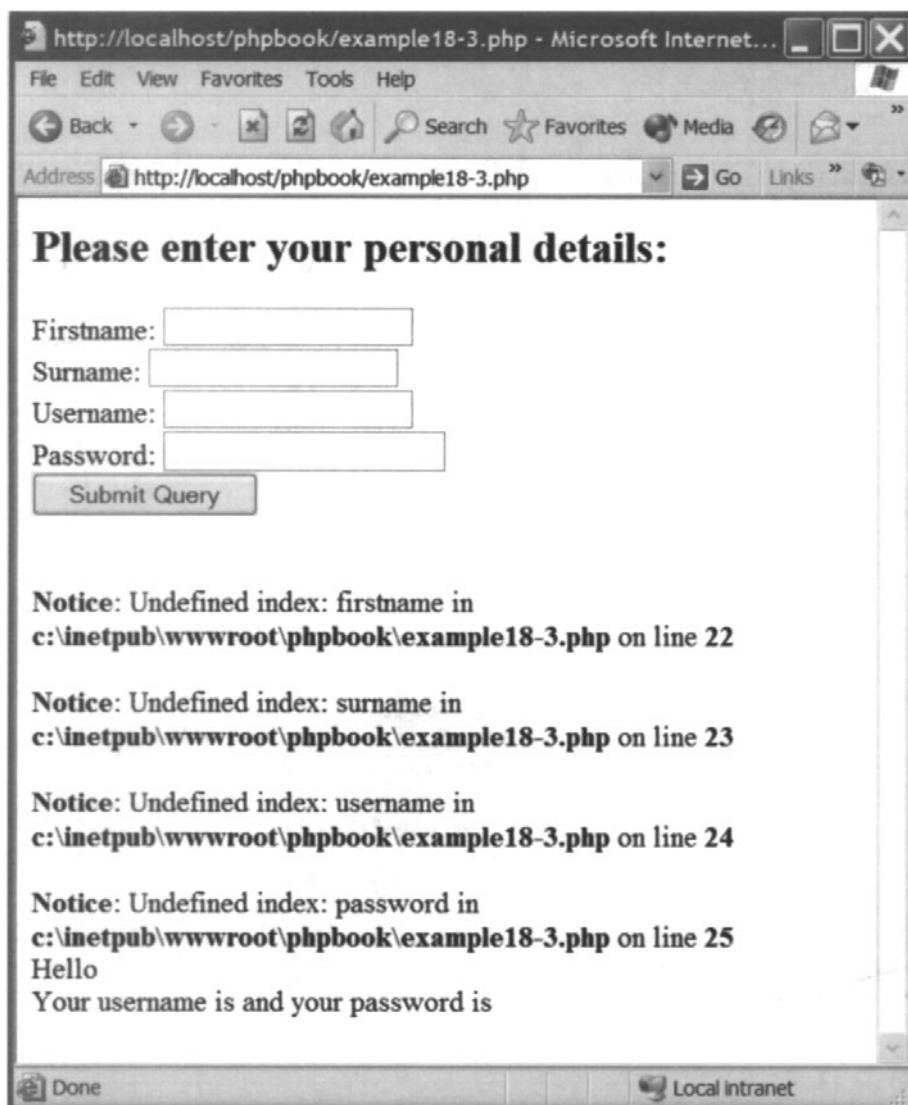 http://localhost/phpbook/example18-3.php - Microsoft Internet...
File Edit View Favorites Tools Help
Back Search Favorites Media »
Address http://localhost/phpbook/example18-3.php Go Links »
Please enter your personal details:
Firstname:
Surname:
Username:
Password:
Submit Query
Notice: Undefined index: firstname in
c:\inetpub\wwwroot\phpbook\example18-3.php on line 22
Notice: Undefined index: surname in
c:\inetpub\wwwroot\phpbook\example18-3.php on line 23
Notice: Undefined index: username in
c:\inetpub\wwwroot\phpbook\example18-3.php on line 24
Notice: Undefined index: password in
c:\inetpub\wwwroot\phpbook\example18-3.php on line 25
Hello
Your username is and your password is
Done Local intranet